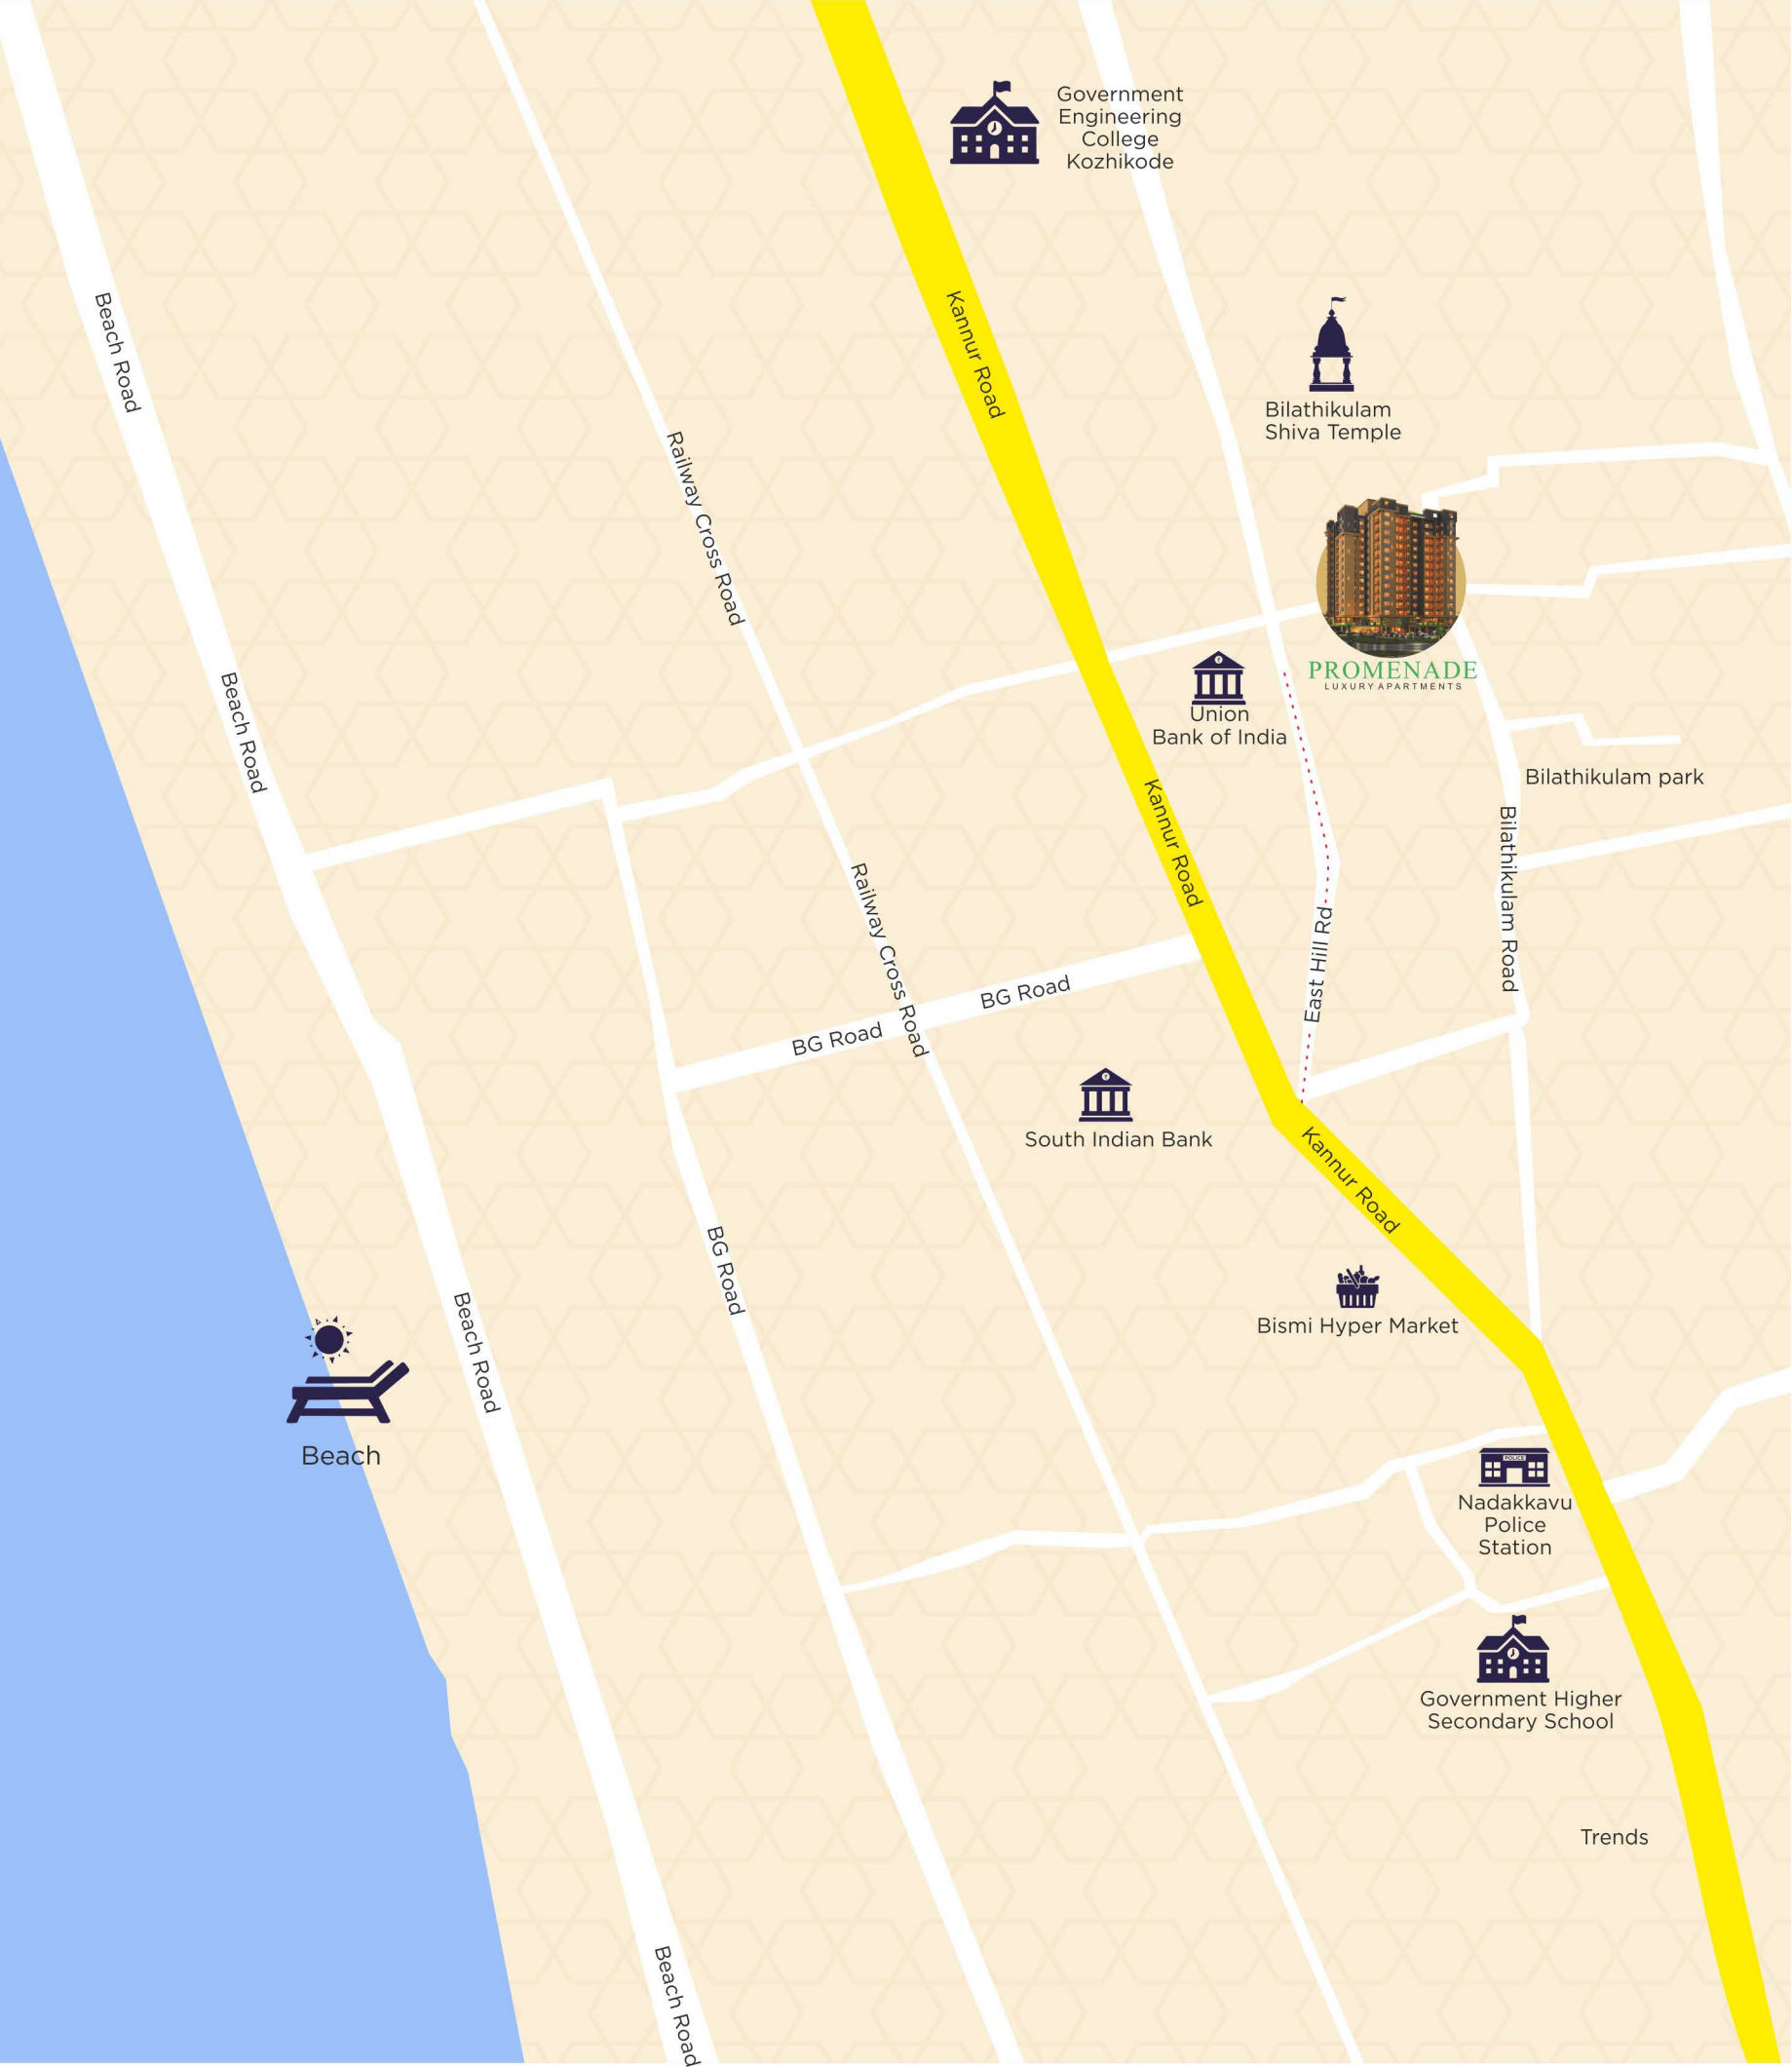 Government
Engineering
College
Kozhikode
Beach Road
Kannur Road
Bilathikulam
Shiva Temple
Railway Cross Road
PROMENADE
LUXURY APARTMENTS
Beach Road
Union
Bank of India
Bilathikulam park
Kannur Road
Bilathikulam Road
Railway Cross Road
East Hill Rd
BG Road
BG Road
South Indian Bank
Kannur Road
BG Road
Beach Road
Bismi Hyper Market
Beach
POLICE
Nadakkavu
Police
Station
Government Higher
Secondary School
Trends
Beach Road